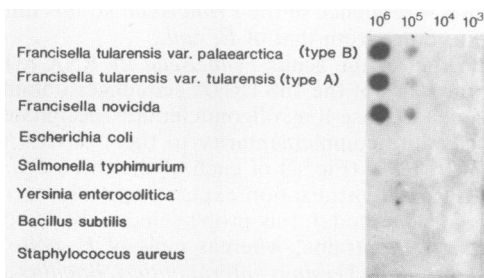 10⁶ 10⁵ 10⁴ 10³
Francisella tularensis var. palaearctica (type B)
Francisella tularensis var. tularensis (type A)
Francisella novicida
Escherichia coli
Salmonella typhimurium
Yersinia enterocolitica
Bacillus subtilis
Staphylococcus aureus